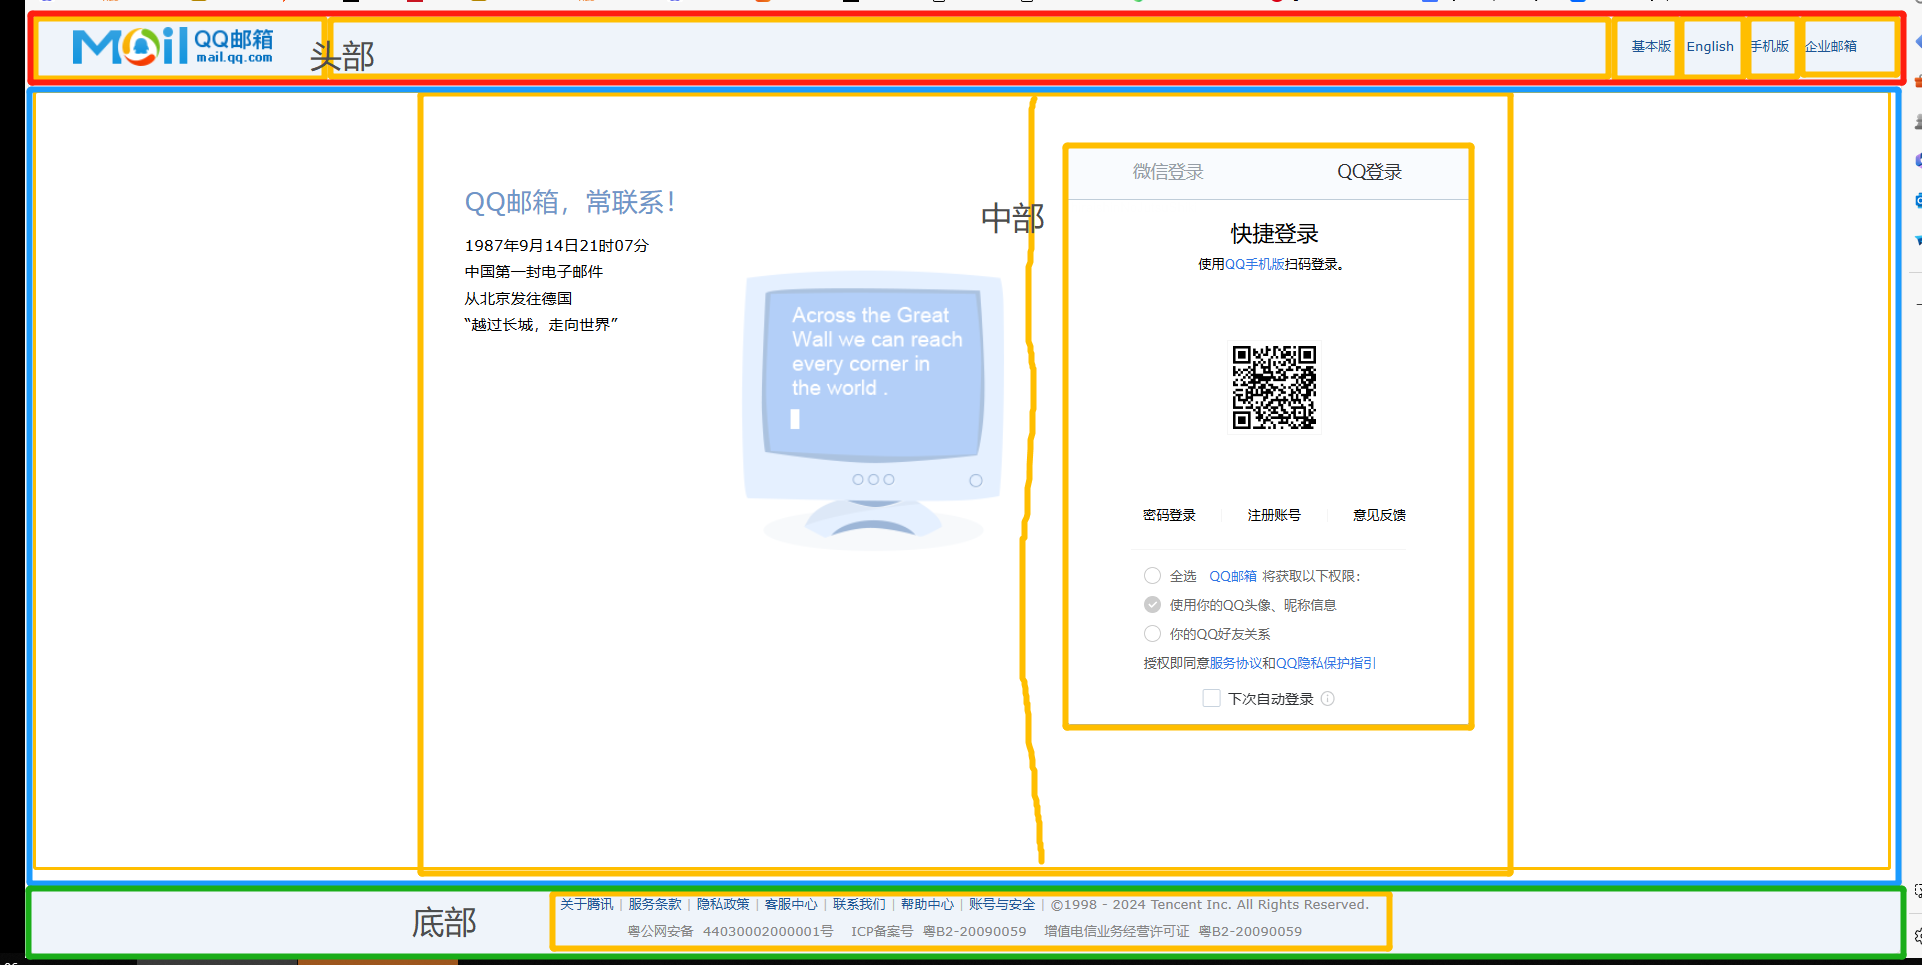 Mail QQ邮箱
mail.qq.com
头部
基本版 English 手机版 企业邮箱
中部
QQ邮箱，常联系！
1987年9月14日21时07分
中国第一封电子邮件
从北京发往德国
“越过长城，走向世界”
Across the Great
Wall we can reach
every corner in
the world .
微信登录 QQ登录
快捷登录
使用QQ手机版扫码登录。
密码登录 注册账号 意见反馈
全选 QQ邮箱 将获取以下权限：
使用你的QQ头像、昵称信息
你的QQ好友关系
授权即同意服务协议和QQ隐私保护指引
下次自动登录
底部
关于腾讯 | 服务条款 | 隐私政策 | 客服中心 | 联系我们 | 帮助中心 | 账号与安全 | ©1998 - 2024 Tencent Inc. All Rights Reserved.
粤公网安备 44030002000001号 ICP备案号 粤B2-20090059 增值电信业务经营许可证 粤B2-20090059